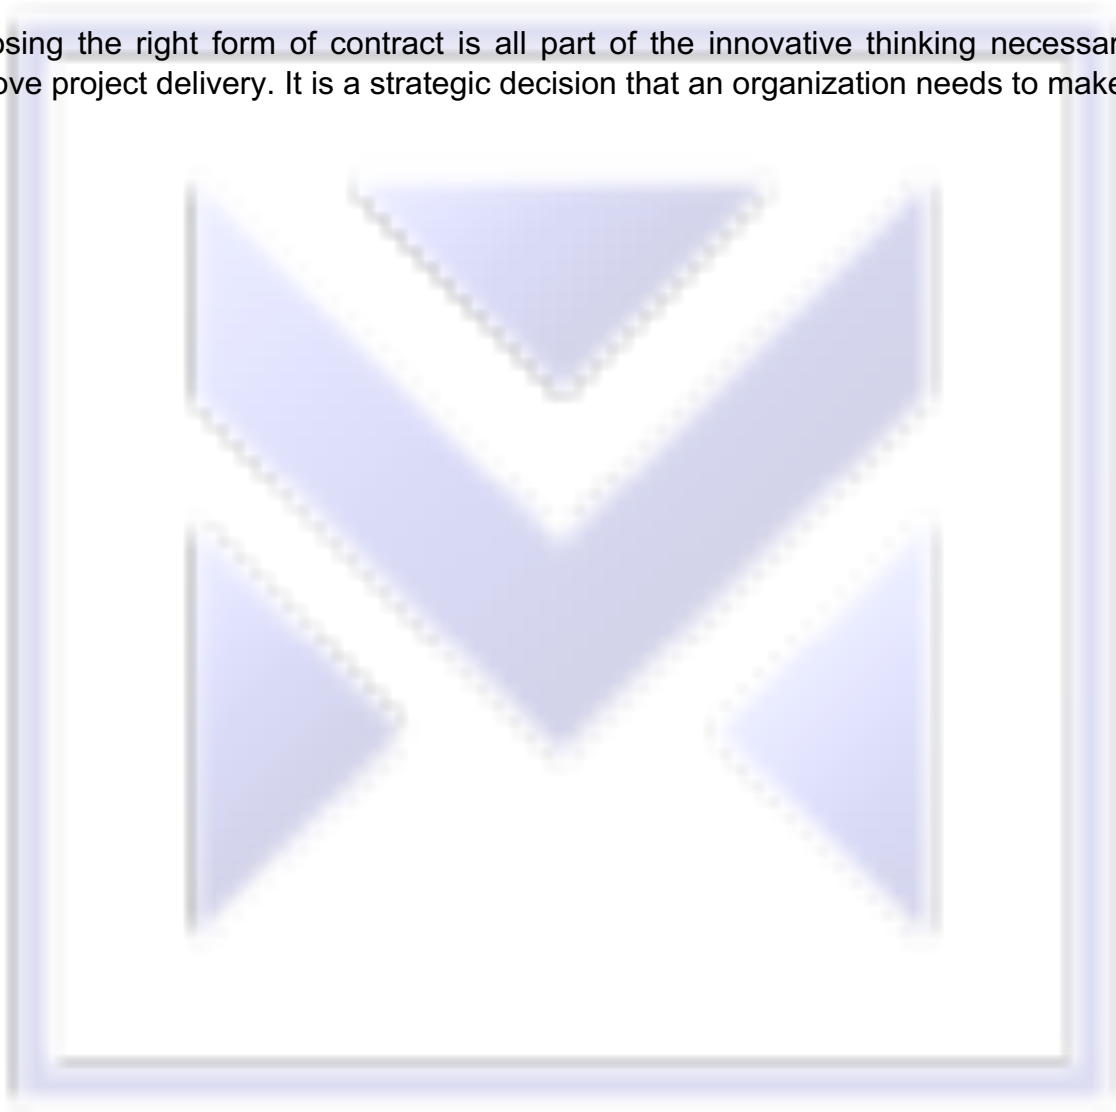 osing the right form of contract is all part of the innovative thinking necessar
ove project delivery. It is a strategic decision that an organization needs to make